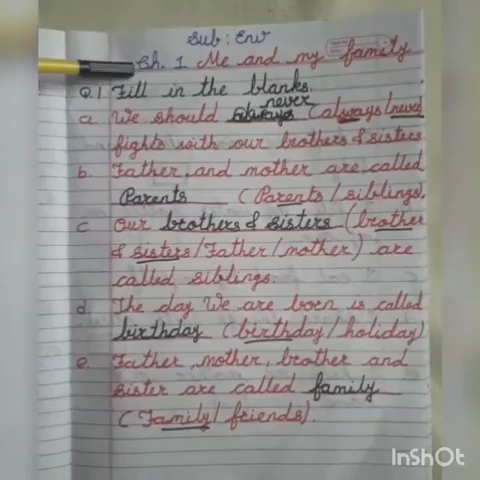 Sub : Env
Ch. 1 Me and my family
Q.1 Fill in the blanks.
never
a. We should always (always/never)
fights with our brothers & sisters
b. Father, and mother are called
Parents (Parents / siblings).
c Our brothers & sisters (brother
& sisters/Father/mother) are
called siblings.
d. The day We are born is called
birthday (birthday/holiday)
e. Father, mother, brother and
sister are called family
(Family/friends).
InShOt